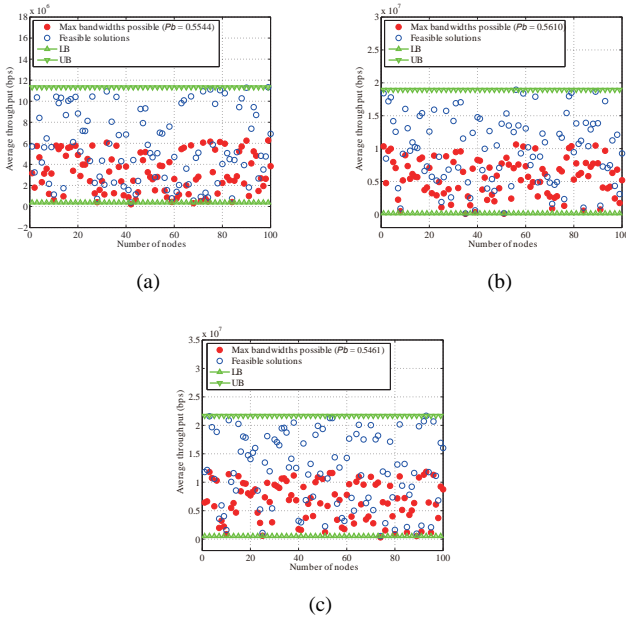 x 10^6
18
16
14
12
10
8
6
4
2
0
−2
0
20
40
60
80
100
Average throughput (bps)
Number of nodes
Max bandwidths possible (Pb = 0.5544)
Feasible solutions
LB
UB
(a)
x 10^7
3
2.5
2
1.5
1
0.5
0
0
20
40
60
80
100
Average throughput (bps)
Number of nodes
Max bandwidths possible (Pb = 0.5610)
Feasible solutions
LB
UB
(b)
x 10^7
3.5
3
2.5
2
1.5
1
0.5
0
0
20
40
60
80
100
Average throughput (bps)
Number of nodes
Max bandwidths possible (Pb = 0.5461)
Feasible solutions
LB
UB
(c)